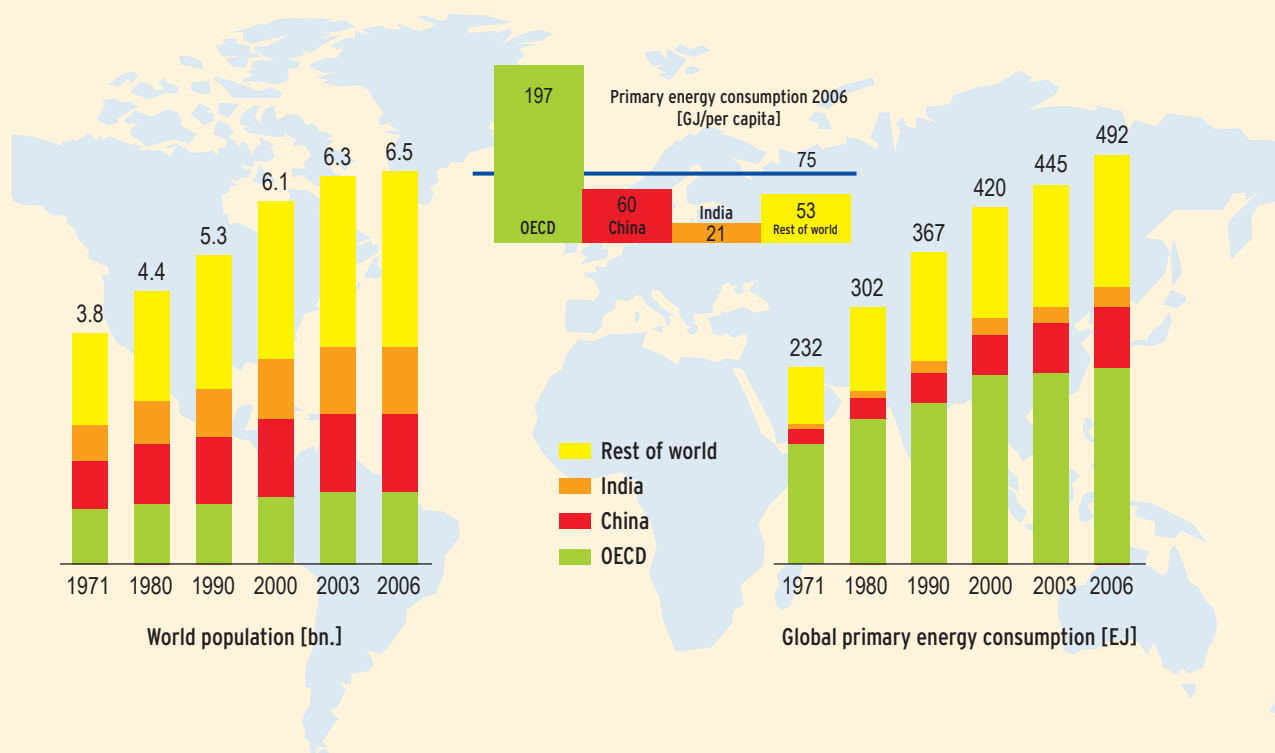 197
Primary energy consumption 2006
[GJ/per capita]
75
OECD
60
China
India
21
53
Rest of world
3.8
4.4
5.3
6.1
6.3
6.5
1971
1980
1990
2000
2003
2006
World population [bn.]
Rest of world
India
China
OECD
232
302
367
420
445
492
1971
1980
1990
2000
2003
2006
Global primary energy consumption [EJ]